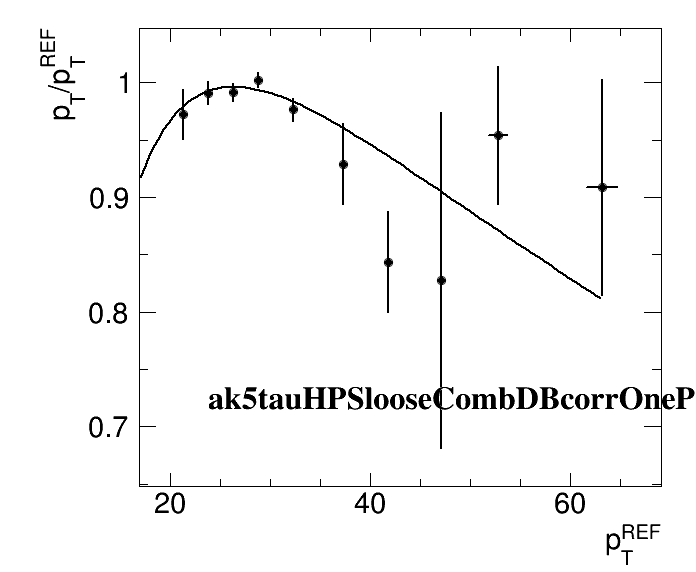 p_T/p_T^REF
1
0.9
0.8
0.7
ak5tauHPSlooseCombDBcorrOneP
20 40 60
p_T^REF